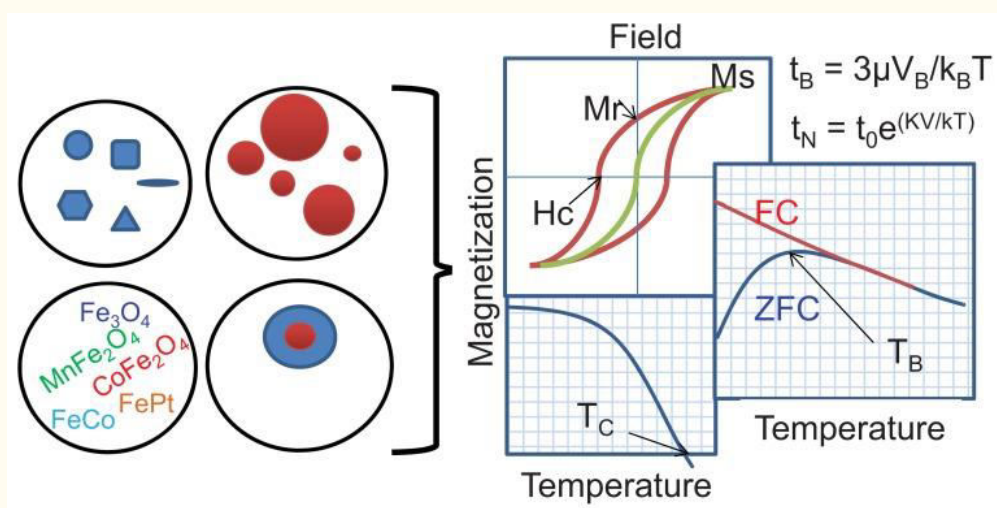 Fe₃O₄
MnFe₂O₄
CoFe₂O₄
FePt
FeCo
Field
Magnetization
Ms
Mr
Hc
t_B = 3μV_B/k_BT
t_N = t₀e^(KV/kT)
FC
ZFC
T_B
Temperature
T_C
Temperature